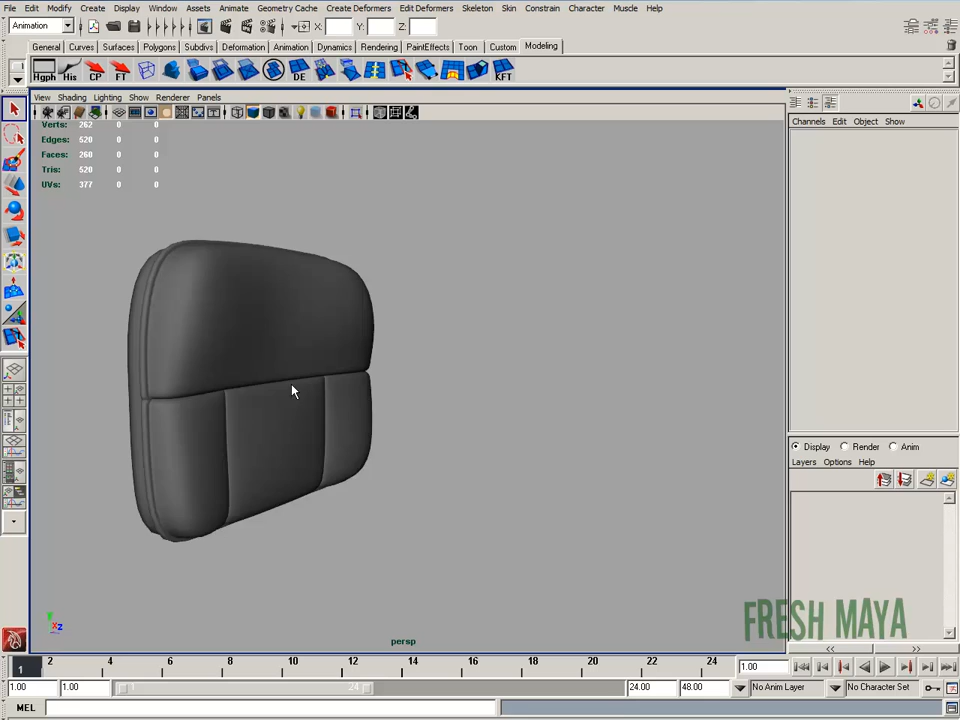 File Edit Modify Create Display Window Assets Animate Geometry Cache Create Deformers Edit Deformers Skeleton Skin Constrain Character Muscle Help
Animation X: Y: Z:
General Curves Surfaces Polygons Subdivs Deformation Animation Dynamics Rendering PaintEffects Toon Custom Modeling
Hgph His CP FT DE KFT
View Shading Lighting Show Renderer Panels
Verts: 262 0 0
Edges: 520 0 0
Faces: 260 0 0
Tris: 520 0 0
UVs: 377 0 0
Channels Edit Object Show
Display Render Anim
Layers Options Help
FRESH MAYA
persp
1 2 4 6 8 10 12 14 16 18 20 22 24 1.00
1.00 1.00 1 24 24.00 48.00 No Anim Layer No Character Set
MEL